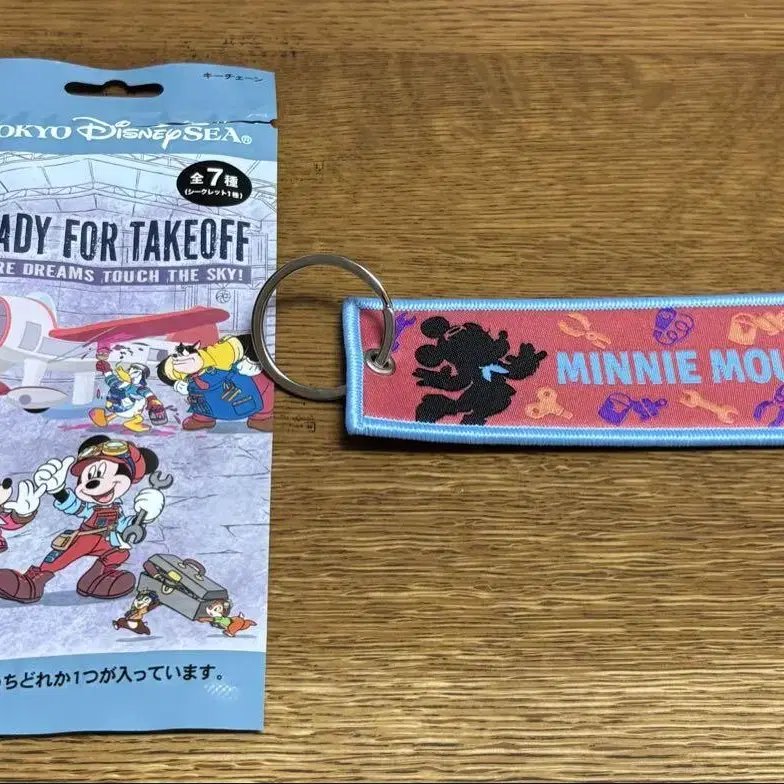 キーチェーン
OKYO DISNEY SEA®
全7種
(シークレット1種)
ADY FOR TAKEOFF
RE DREAMS TOUCH THE SKY!
MINNIE MOU
ちどれか1つが入っています。